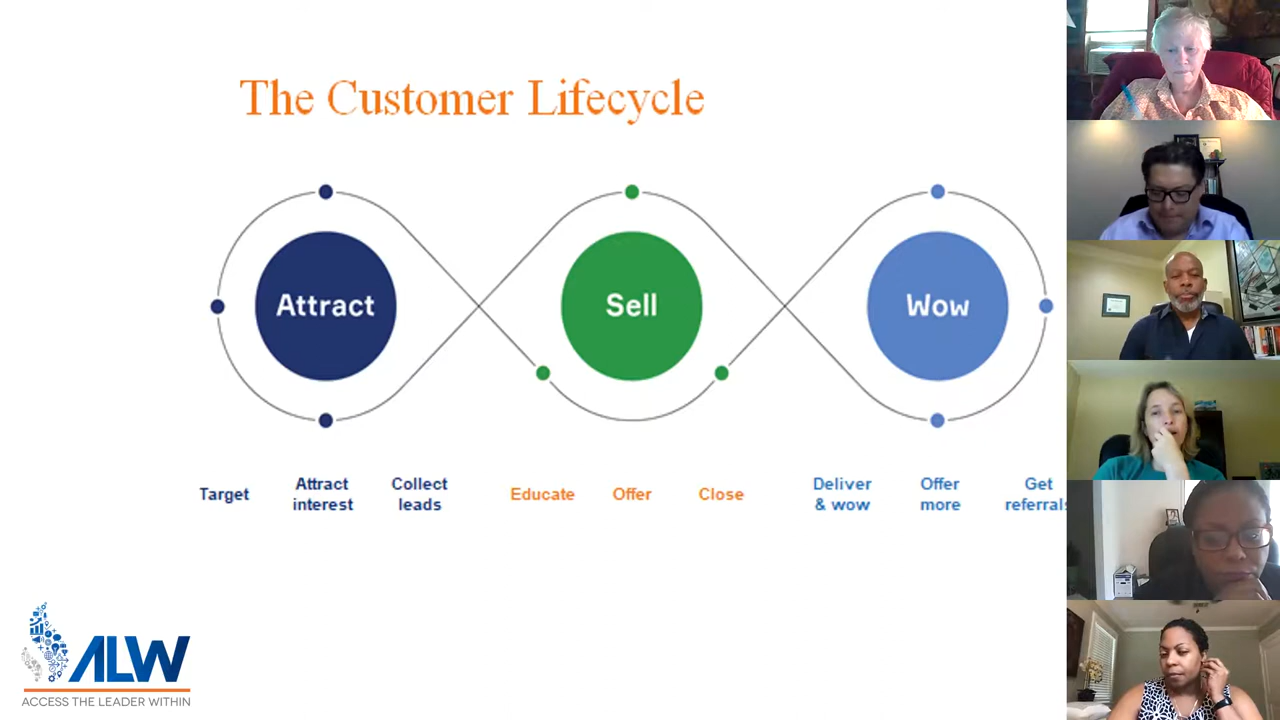 The Customer Lifecycle
Attract
Sell
Wow
Target
Attract
interest
Collect
leads
Educate
Offer
Close
Deliver
& wow
Offer
more
Get
referrals
ALW
ACCESS THE LEADER WITHIN